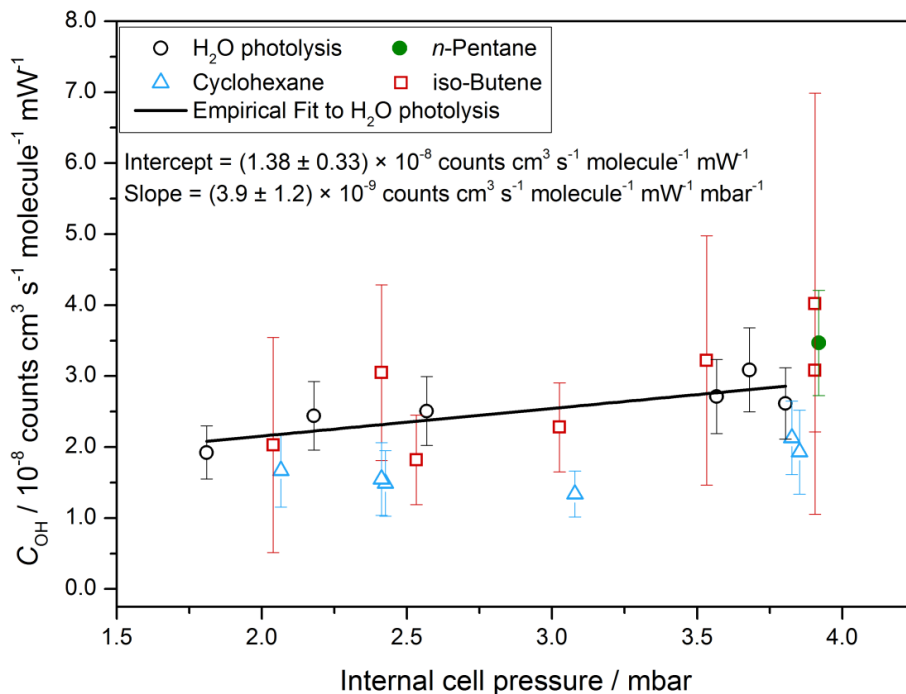 8.0
7.0
6.0
5.0
4.0
3.0
2.0
1.0
0.0
C_OH / 10⁻⁸ counts cm³ s⁻¹ molecule⁻¹ mW⁻¹
H₂O photolysis
n-Pentane
Cyclohexane
iso-Butene
Empirical Fit to H₂O photolysis
Intercept = (1.38 ± 0.33) × 10⁻⁸ counts cm³ s⁻¹ molecule⁻¹ mW⁻¹
Slope = (3.9 ± 1.2) × 10⁻⁹ counts cm³ s⁻¹ molecule⁻¹ mW⁻¹ mbar⁻¹
1.5 2.0 2.5 3.0 3.5 4.0
Internal cell pressure / mbar